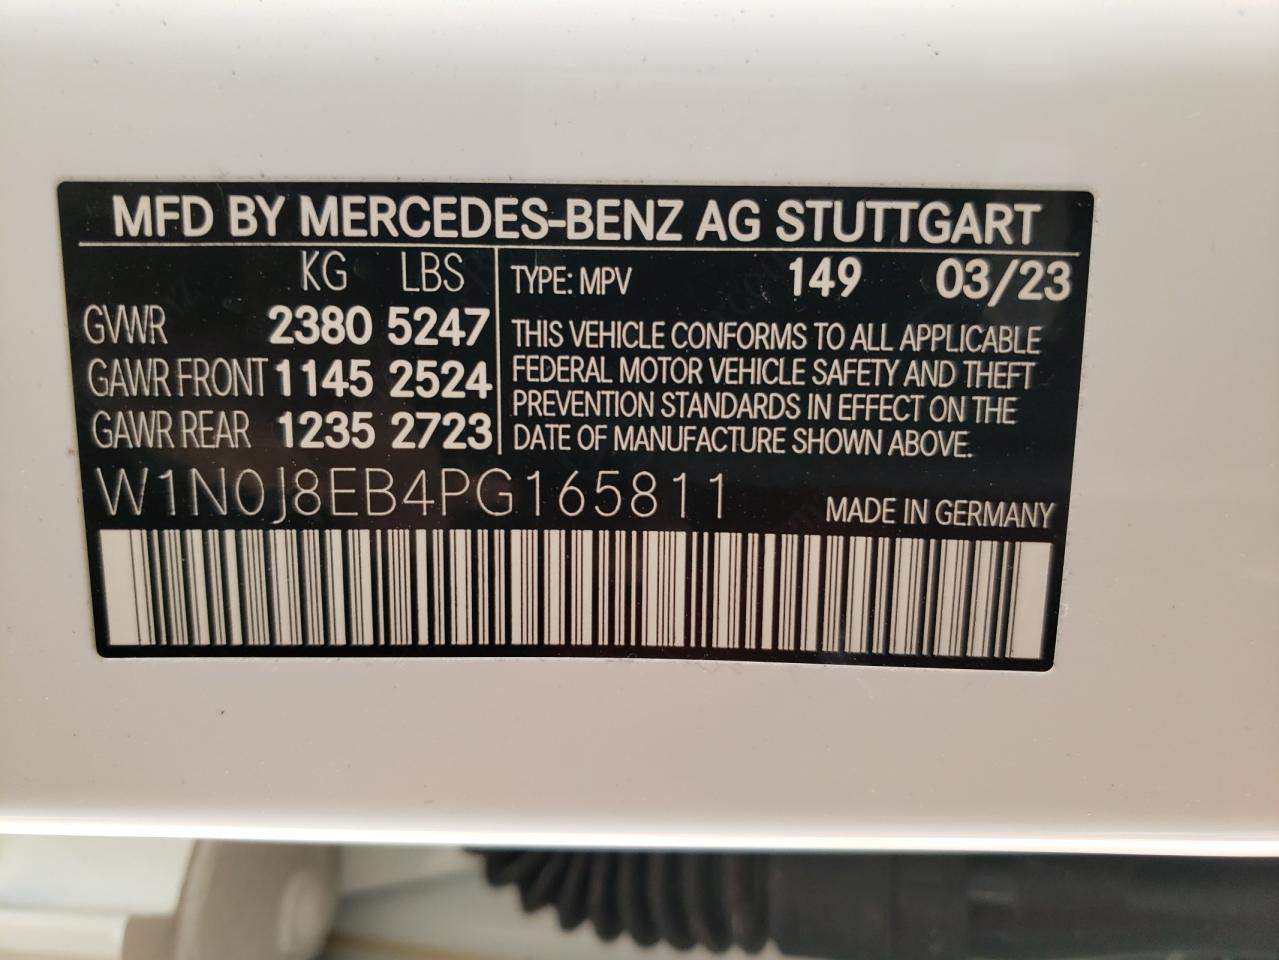 MFD BY MERCEDES-BENZ AG STUTTGART
KG LBS
GVWR 2380 5247
GAWR FRONT 1145 2524
GAWR REAR 1235 2723
TYPE: MPV 149 03/23
THIS VEHICLE CONFORMS TO ALL APPLICABLE
FEDERAL MOTOR VEHICLE SAFETY AND THEFT
PREVENTION STANDARDS IN EFFECT ON THE
DATE OF MANUFACTURE SHOWN ABOVE.
W1N0J8EB4PG165811
MADE IN GERMANY